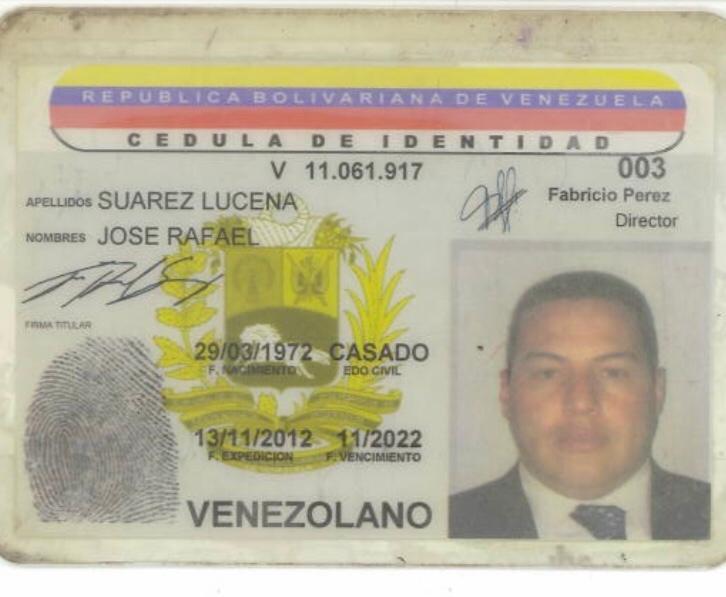 REPUBLICA BOLIVARIANA DE VENEZUELA
CEDULA DE IDENTIDAD
V 11.061.917
003
APELLIDOS SUAREZ LUCENA
Fabricio Perez
Director
NOMBRES JOSE RAFAEL
FIRMA TITULAR
29/03/1972 CASADO
F. NACIMIENTO EDO CIVIL
13/11/2012 11/2022
F. EXPEDICION F. VENCIMIENTO
VENEZOLANO